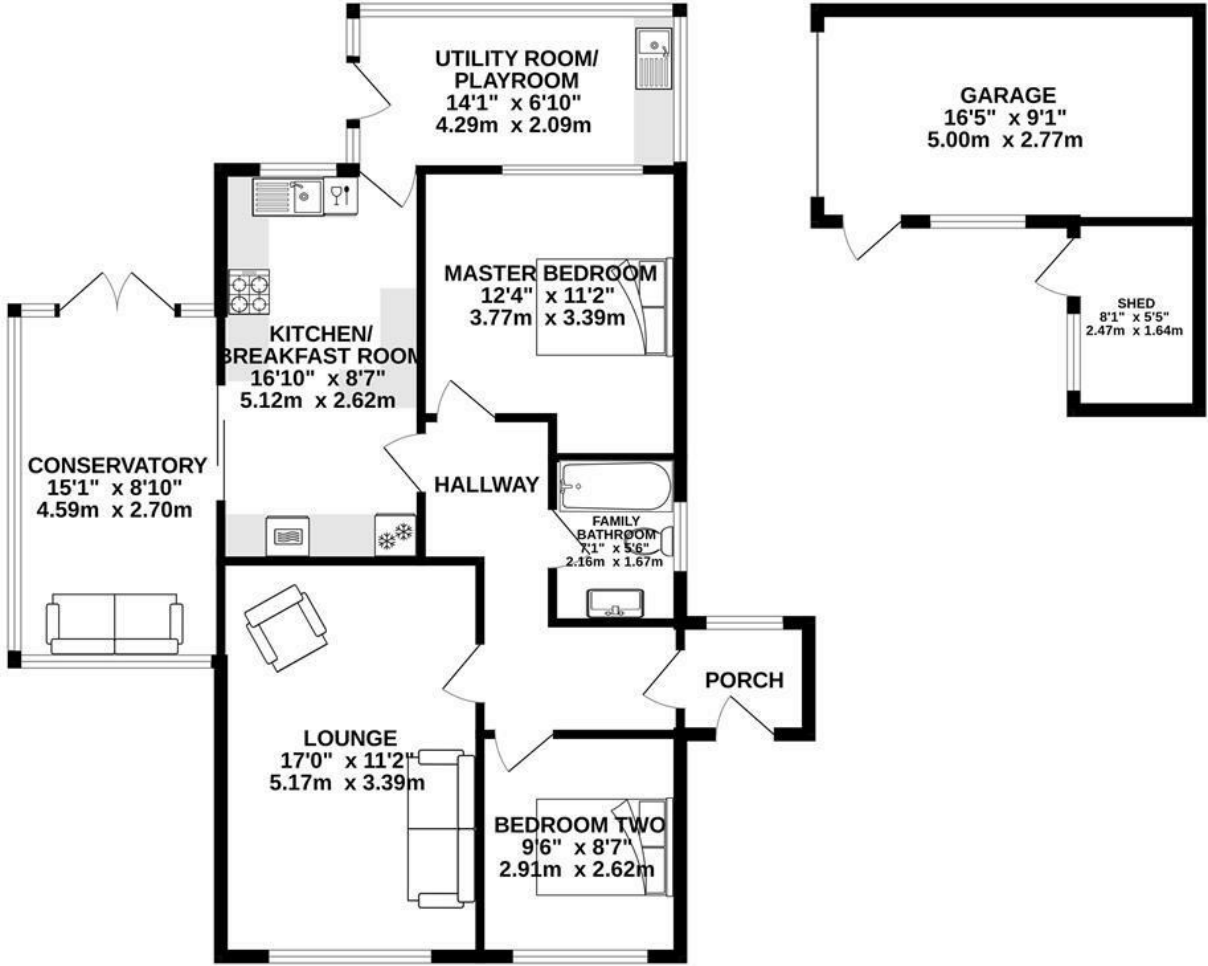 UTILITY ROOM/
PLAYROOM
14'1" x 6'10"
4.29m x 2.09m
GARAGE
16'5" x 9'1"
5.00m x 2.77m
MASTER BEDROOM
12'4" x 11'2"
3.77m x 3.39m
SHED
8'1" x 5'5"
2.47m x 1.64m
KITCHEN/
BREAKFAST ROOM
16'10" x 8'7"
5.12m x 2.62m
CONSERVATORY
15'1" x 8'10"
4.59m x 2.70m
HALLWAY
FAMILY
BATHROOM
7'1" x 5'6"
2.16m x 1.67m
PORCH
LOUNGE
17'0" x 11'2"
5.17m x 3.39m
BEDROOM TWO
9'6" x 8'7"
2.91m x 2.62m